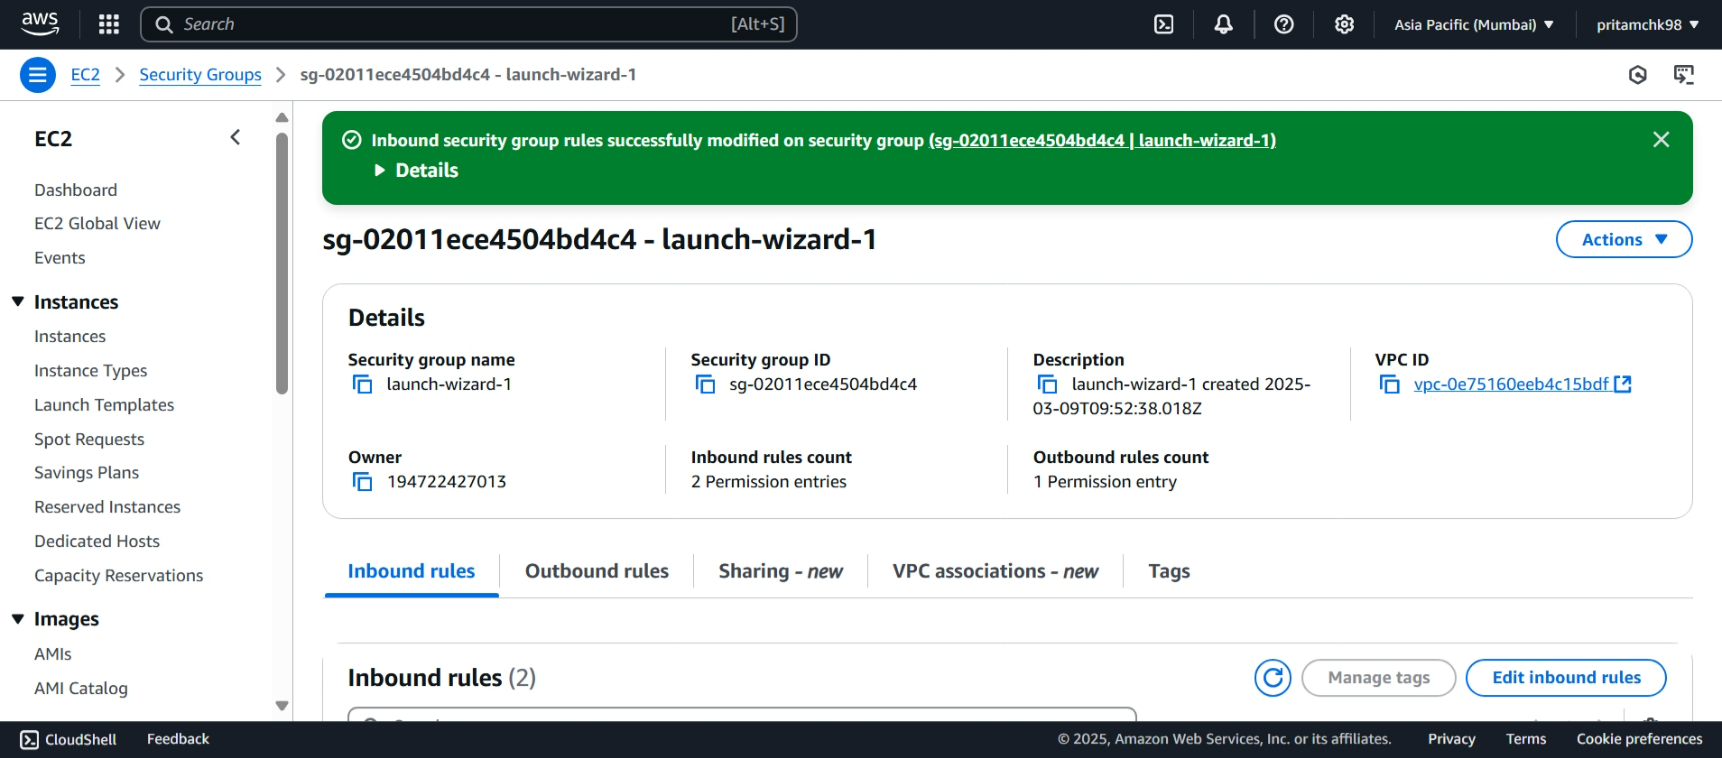 aws
Search
[Alt+S]
Asia Pacific (Mumbai)
pritamchk98
EC2
Security Groups
sg-02011ece4504bd4c4 - launch-wizard-1
EC2
Dashboard
EC2 Global View
Events
Instances
Instances
Instance Types
Launch Templates
Spot Requests
Savings Plans
Reserved Instances
Dedicated Hosts
Capacity Reservations
Images
AMIs
AMI Catalog
Inbound security group rules successfully modified on security group (sg-02011ece4504bd4c4 | launch-wizard-1)
Details
sg-02011ece4504bd4c4 - launch-wizard-1
Actions
Details
Security group name
launch-wizard-1
Security group ID
sg-02011ece4504bd4c4
Description
launch-wizard-1 created 2025-
03-09T09:52:38.018Z
VPC ID
vpc-0e75160eeb4c15bdf
Owner
194722427013
Inbound rules count
2 Permission entries
Outbound rules count
1 Permission entry
Inbound rules
Outbound rules
Sharing - new
VPC associations - new
Tags
Inbound rules (2)
Manage tags
Edit inbound rules
CloudShell
Feedback
© 2025, Amazon Web Services, Inc. or its affiliates.
Privacy
Terms
Cookie preferences